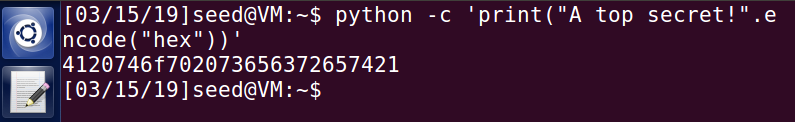 [03/15/19]seed@VM:~$ python -c 'print("A top secret!".e
ncode("hex"))'
4120746f702073656372657421
[03/15/19]seed@VM:~$